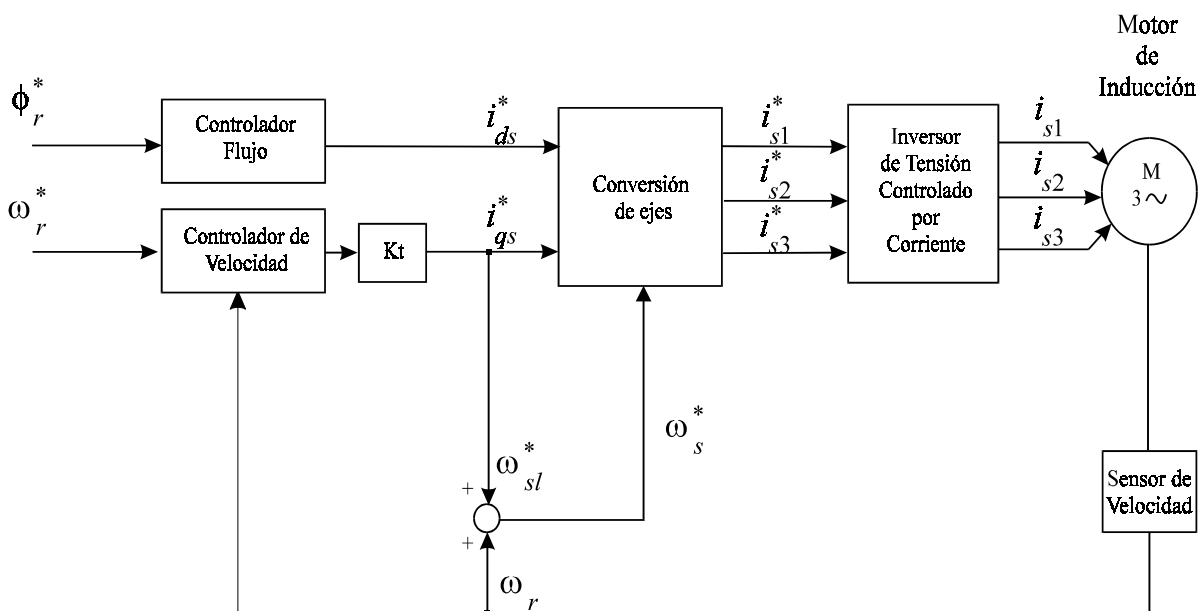 Motor
de
Inducción
ϕ*r
Controlador
Flujo
i*ds
Conversión
de ejes
i*s1
i*s2
i*s3
Inversor
de Tensión
Controlado
por
Corriente
is1
is2
is3
M
3∼
ω*r
Controlador de
Velocidad
Kt
i*qs
ω*s
ω*sl
+
+
ωr
Sensor de
Velocidad